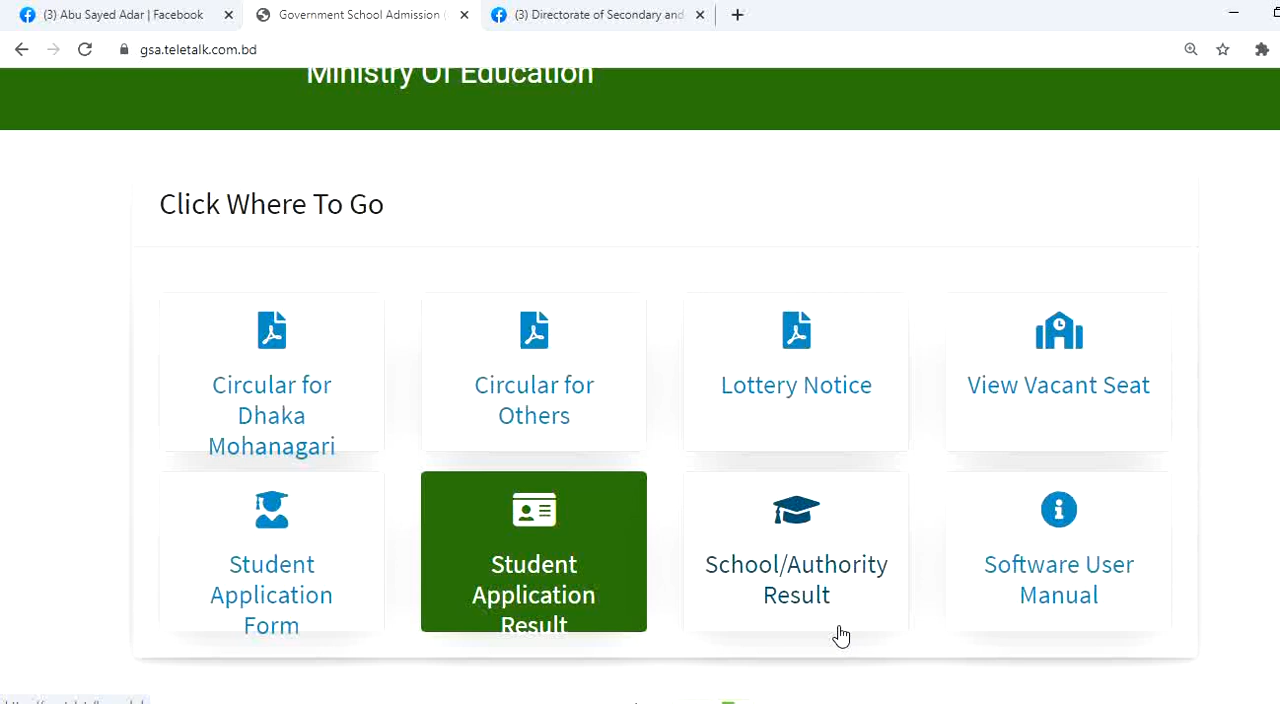 (3) Abu Sayed Adar | Facebook
Government School Admission (
(3) Directorate of Secondary and
gsa.teletalk.com.bd
Ministry Of Education
Click Where To Go
Circular for
Dhaka
Mohanagari
Circular for
Others
Lottery Notice
View Vacant Seat
Student
Application
Form
Student
Application
Result
School/Authority
Result
Software User
Manual